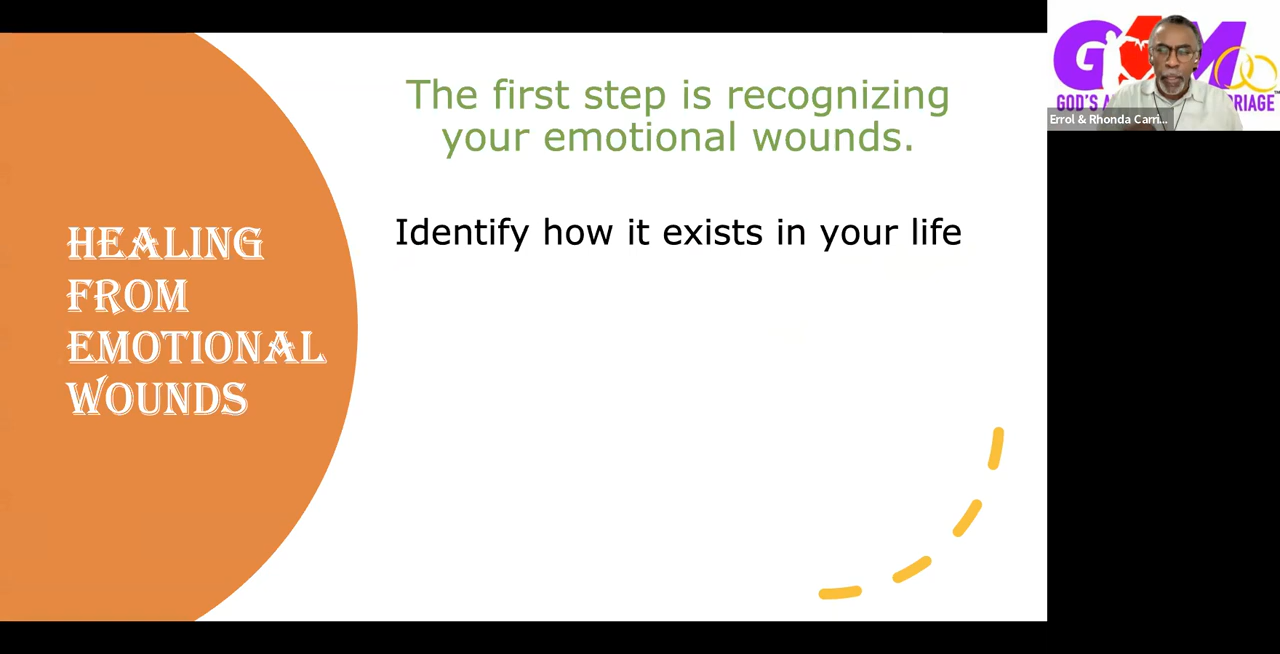 The first step is recognizing
your emotional wounds.
Identify how it exists in your life
HEALING
FROM
EMOTIONAL
WOUNDS
GOD'S
Errol & Rhonda Carri...